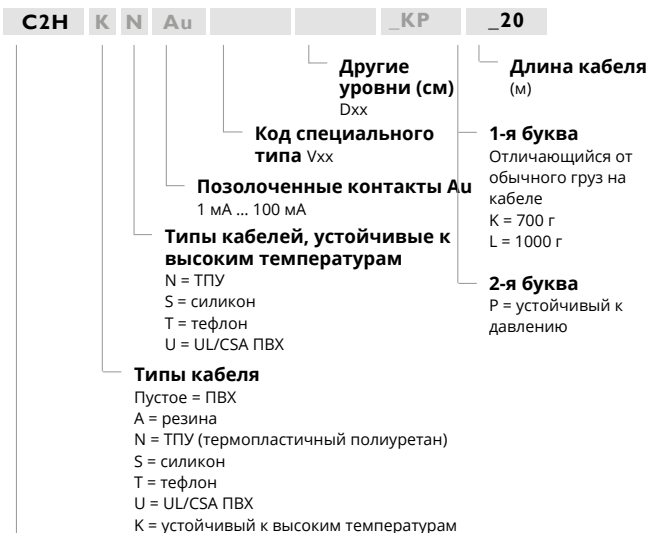 C2H K N Au _KP _20
Другие
уровни (см)
Dxx
Длина кабеля
(м)
Код специального
типа Vxx
1-я буква
Отличающийся от
обычного груз на
кабеле
K = 700 г
L = 1000 г
Позолоченные контакты Au
1 мА ... 100 мА
Типы кабелей, устойчивые к
высоким температурам
N = ТПУ
S = силикон
T = тефлон
U = UL/CSA ПВХ
2-я буква
P = устойчивый к
давлению
Типы кабеля
Пустое = ПВХ
A = резина
N = ТПУ (термопластичный полиуретан)
S = силикон
T = тефлон
U = UL/CSA ПВХ
K = устойчивый к высоким температурам